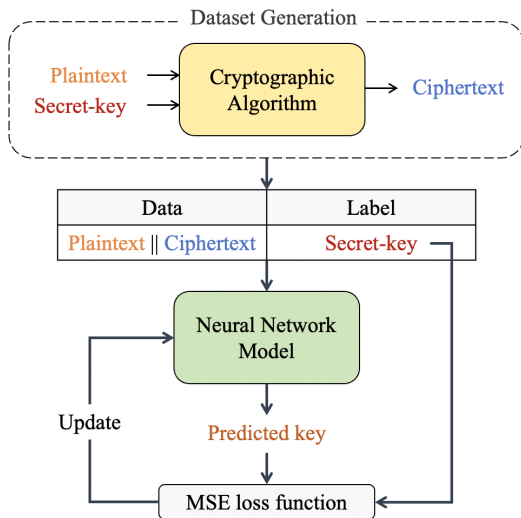 Dataset Generation
Plaintext
Secret-key
Cryptographic
Algorithm
Ciphertext
Data
Label
Plaintext || Ciphertext
Secret-key
Neural Network
Model
Update
Predicted key
MSE loss function